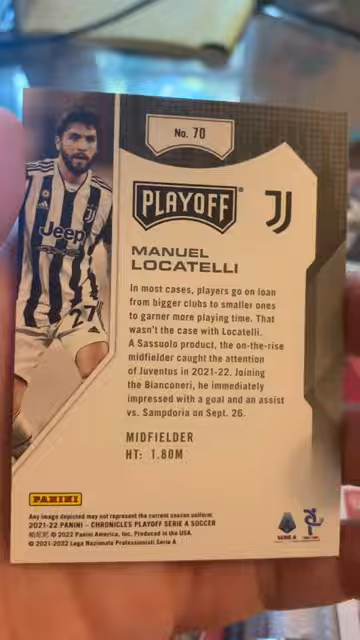 No. 70
PLAYOFF
MANUEL
LOCATELLI
In most cases, players go on loan
from bigger clubs to smaller ones
to garner more playing time. That
wasn't the case with Locatelli.
A Sassuolo product, the on-the-rise
midfielder caught the attention
of Juventus in 2021-22. Joining
the Bianconeri, he immediately
impressed with a goal and an assist
vs. Sampdoria on Sept. 26.
MIDFIELDER
HT: 1.80M
Jeep
27
PANINI
Any image depicted may not represent the current season uniform.
2021-22 PANINI – CHRONICLES PLAYOFF SERIE A SOCCER
© 2022 Panini America, Inc. Produced in the USA.
© 2021-2022 Lega Nazionale Professionisti Serie A
SERIE A